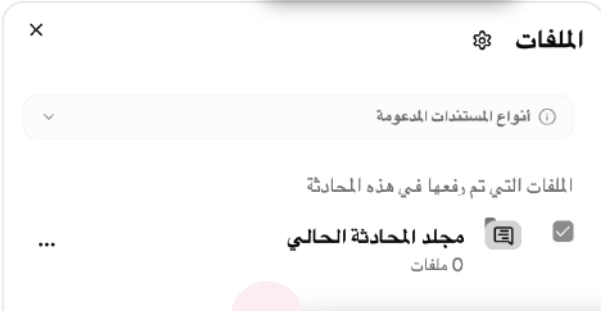 الملفات
أنواع المستندات المدعومة
الملفات التي تم رفعها في هذه المحادثة
مجلد المحادثة الحالي
0 ملفات